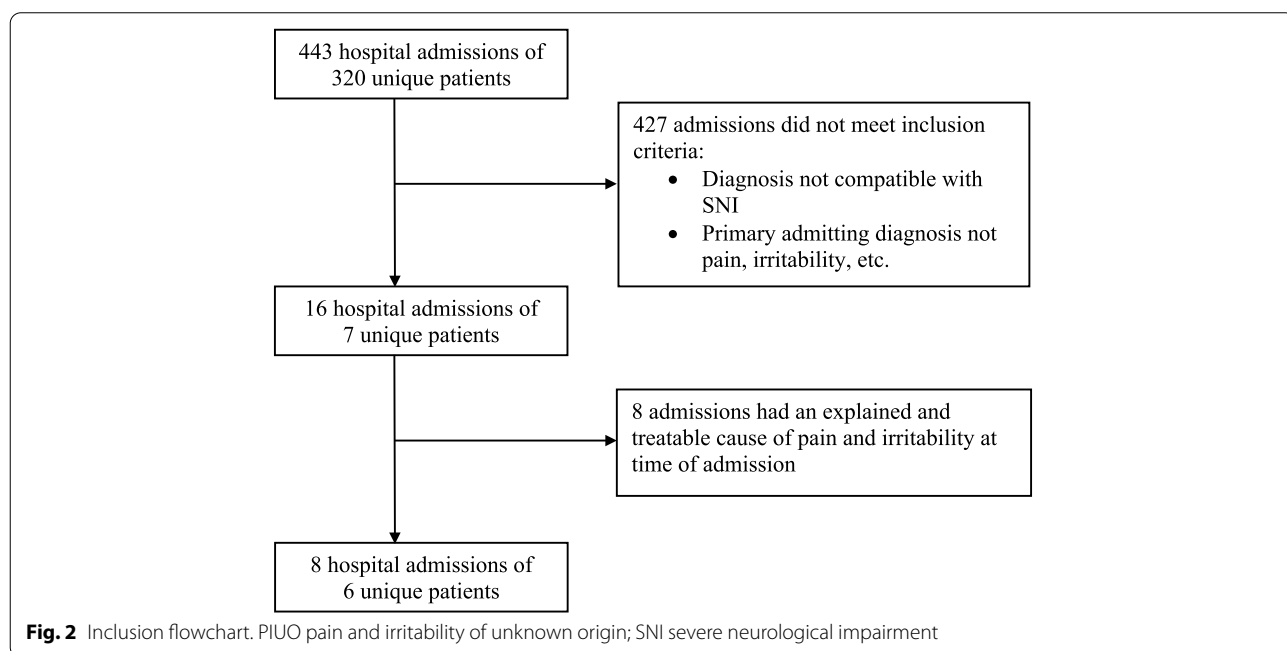 443 hospital admissions of
320 unique patients
427 admissions did not meet inclusion
criteria:
• Diagnosis not compatible with
SNI
• Primary admitting diagnosis not
pain, irritability, etc.
16 hospital admissions of
7 unique patients
8 admissions had an explained and
treatable cause of pain and irritability at
time of admission
8 hospital admissions of
6 unique patients
Fig. 2 Inclusion flowchart. PIUO pain and irritability of unknown origin; SNI severe neurological impairment